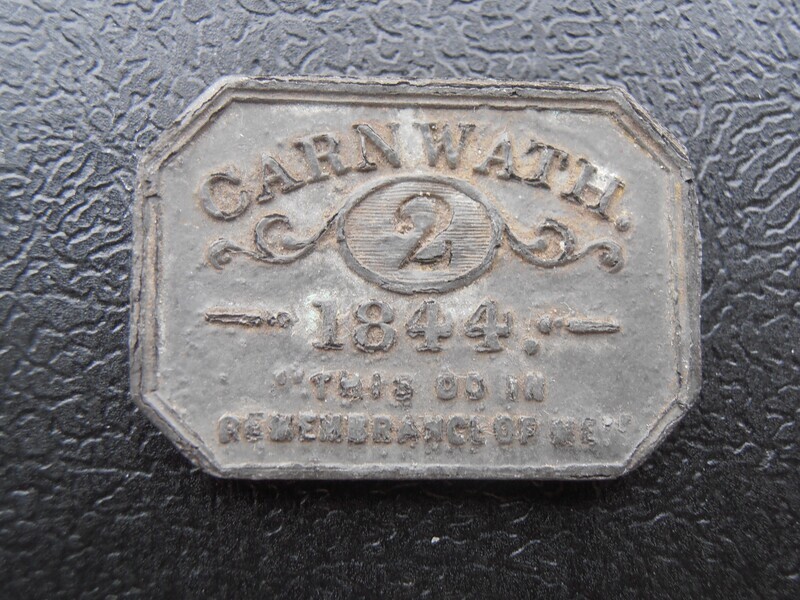 CARNWATH.
2
1844.
"THIS DO IN
REMEMBRANCE OF ME"